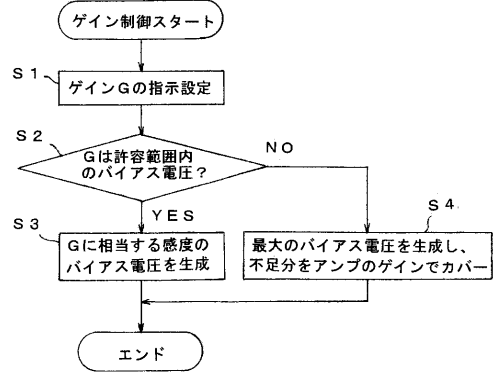 ゲイン制御スタート
S1
ゲインGの指示設定
S2
Gは許容範囲内
のバイアス電圧?
NO
YES
S3
Gに相当する感度の
バイアス電圧を生成
S4
最大のバイアス電圧を生成し、
不足分をアンプのゲインでカバー
エンド